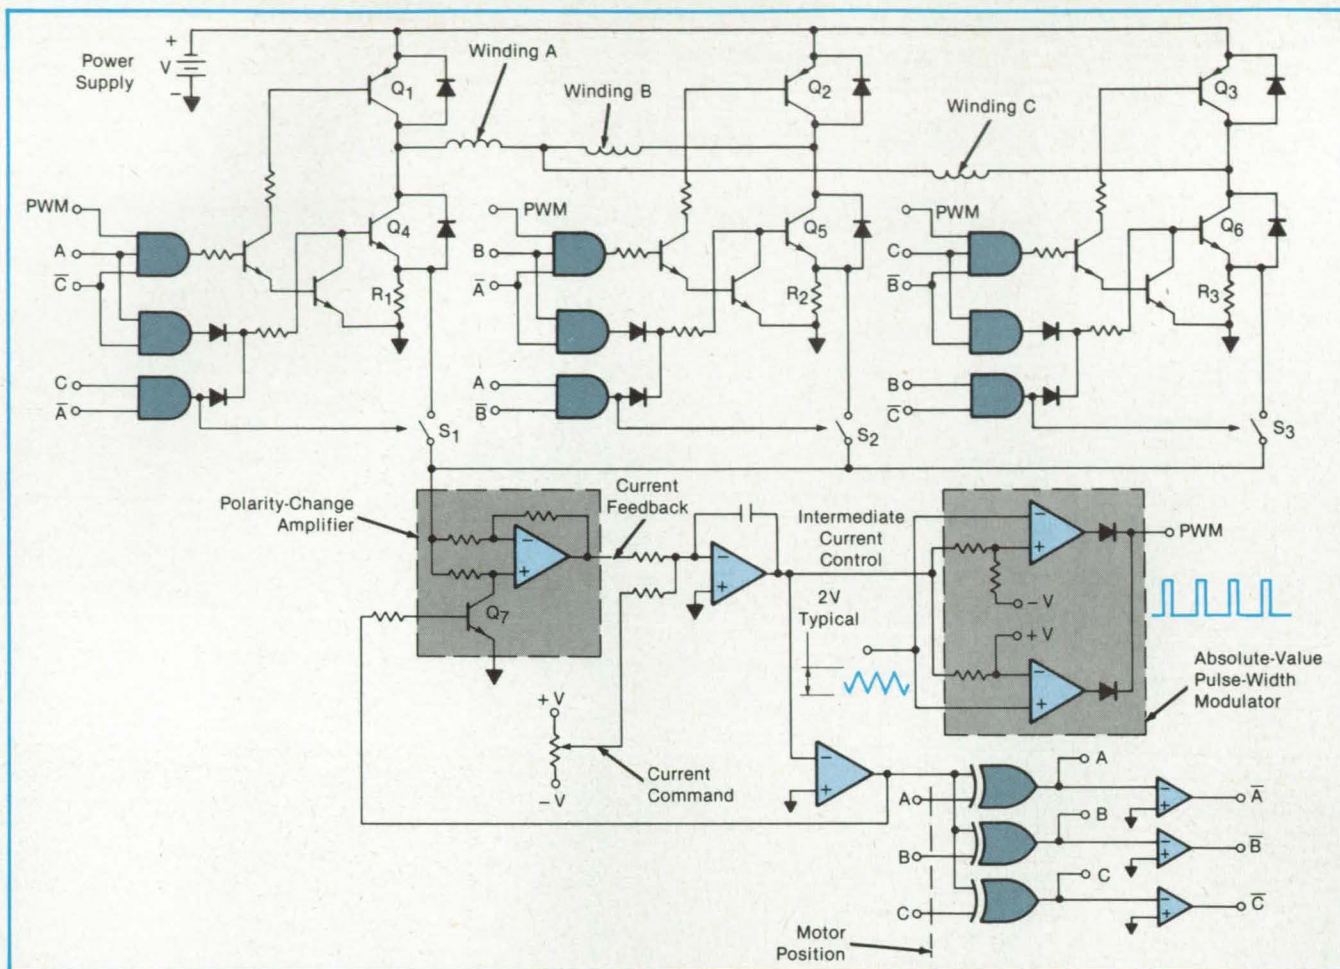 +
Power
Supply
V
−
Winding A
Winding B
Winding C
Q1
Q2
Q3
PWM
A
C̅
C
A̅
Q4
R1
S1
PWM
B
A̅
A
B̅
Q5
R2
S2
PWM
C
B̅
B
C̅
Q6
R3
S3
Polarity-Change
Amplifier
Current
Feedback
−
+
Q7
−
+
Intermediate
Current
Control
2V
Typical
−
+
− V
+ V
−
+
PWM
Absolute-Value
Pulse-Width
Modulator
+ V
− V
Current
Command
−
+
A
B
C
Motor
Position
A
B
C
−
+
A̅
−
+
B̅
−
+
C̅